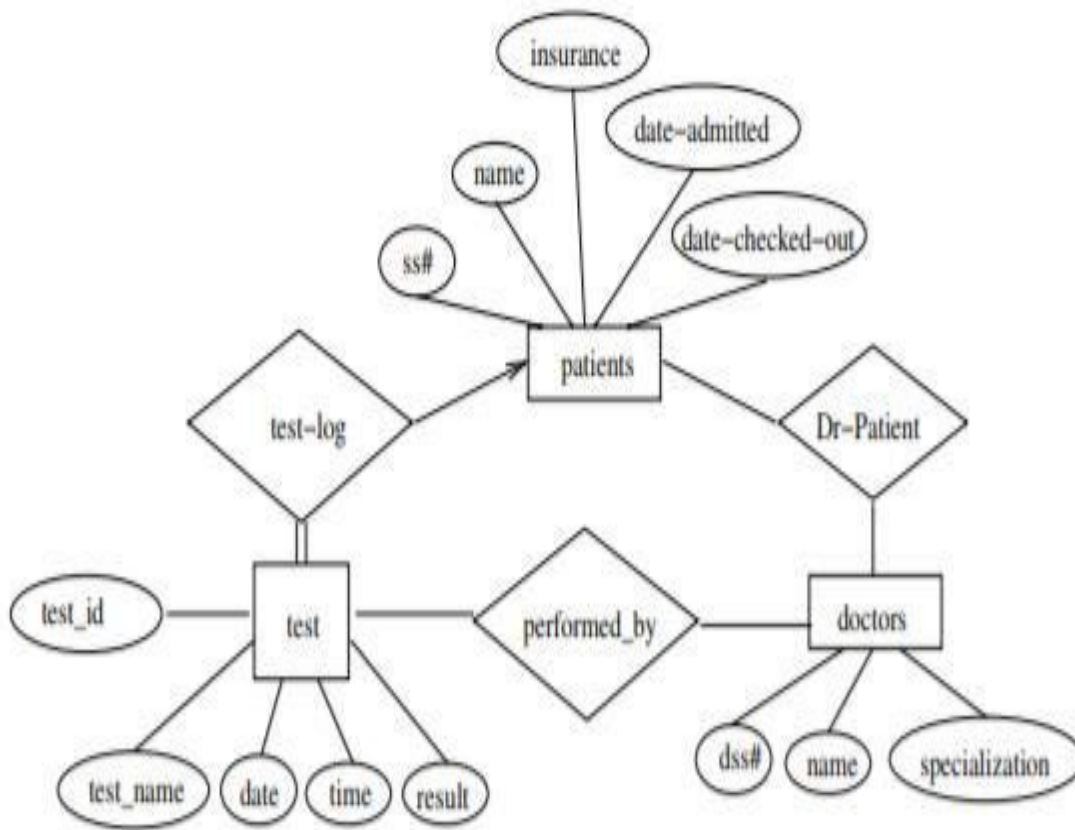 insurance
date=admitted
name
date=checked=out
ss#
patients
test=log
Dr=Patient
test_id
test
performed_by
doctors
test_name
date
time
result
dss#
name
specialization